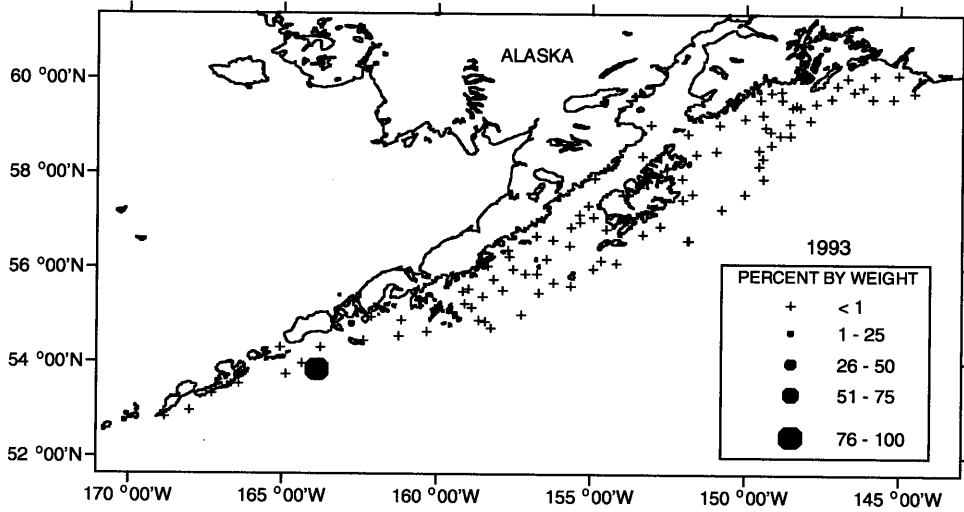 ALASKA
60 °00'N
58 °00'N
56 °00'N
54 °00'N
52 °00'N
1993
PERCENT BY WEIGHT
+ < 1
1 - 25
26 - 50
51 - 75
76 - 100
170 °00'W 165 °00'W 160 °00'W 155 °00'W 150 °00'W 145 °00'W